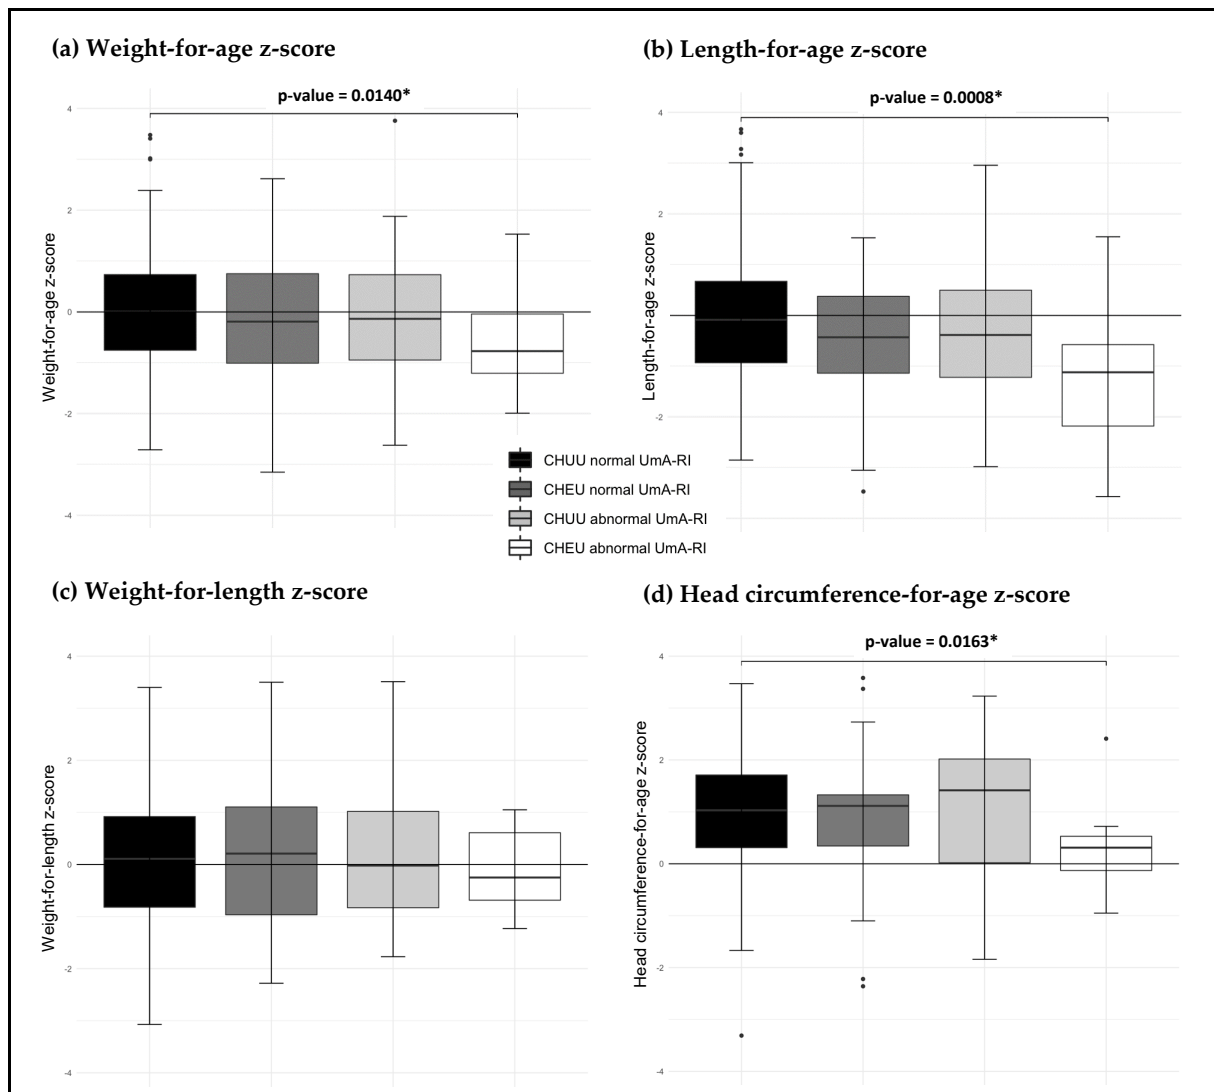 (a) Weight-for-age z-score
p-value = 0.0140*
Weight-for-age z-score
4
2
0
-2
-4
(b) Length-for-age z-score
p-value = 0.0008*
Length-for-age z-score
4
2
0
-2
CHUU normal UmA-RI
CHEU normal UmA-RI
CHUU abnormal UmA-RI
CHEU abnormal UmA-RI
(c) Weight-for-length z-score
Weight-for-length z-score
4
2
0
-2
-4
(d) Head circumference-for-age z-score
p-value = 0.0163*
Head circumference-for-age z-score
4
2
0
-2
-4